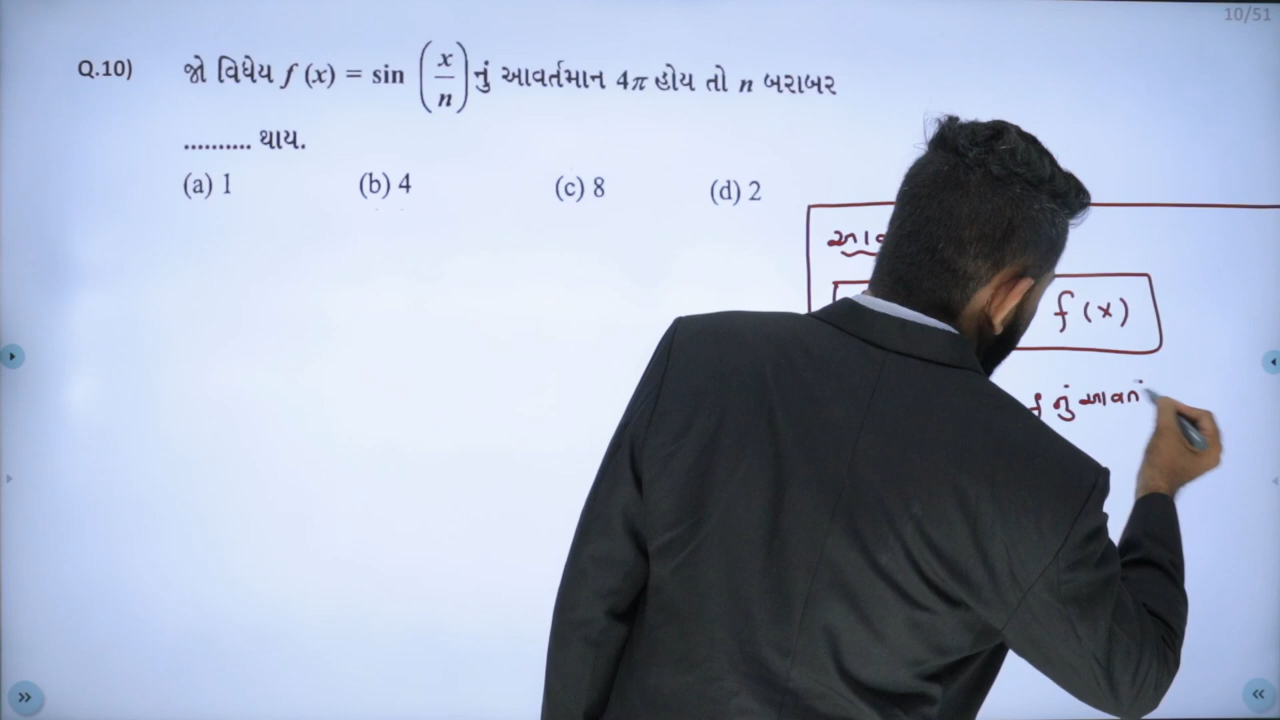 10/51
Q.10) જો વિધેય f (x) = sin (x/n) નું આવર્તમાન 4π હોય તો n બરાબર
.......... થાય.
(a) 1 (b) 4 (c) 8 (d) 2
f(x)
નું આવર્ત